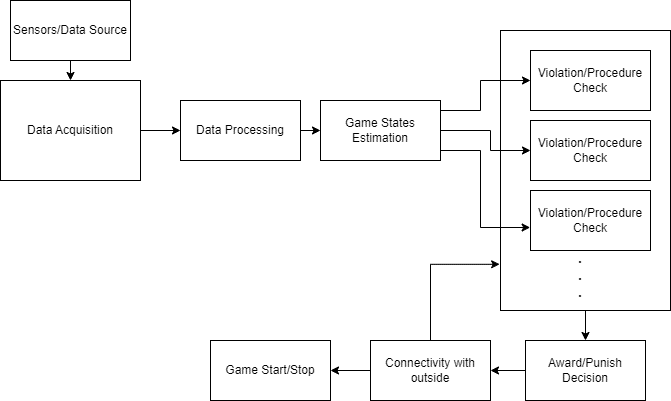 Sensors/Data Source
Data Acquisition
Data Processing
Game States
Estimation
Violation/Procedure
Check
Violation/Procedure
Check
Violation/Procedure
Check
.
.
.
Game Start/Stop
Connectivity with
outside
Award/Punish
Decision